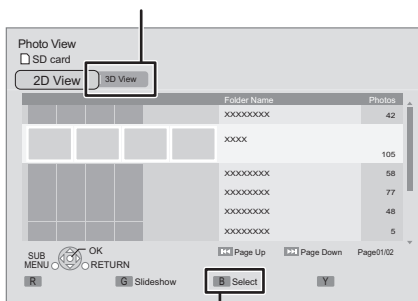 Photo View
SD card
2D View 3D View
Folder Name Photos
xxxxxxxx 42
xxxx 105
xxxxxxxx 58
xxxxxxxx 77
xxxxxxxx 48
xxxxxxxx 5
SUB MENU OK RETURN
Page Up Page Down Page01/02
R G Slideshow B Select Y